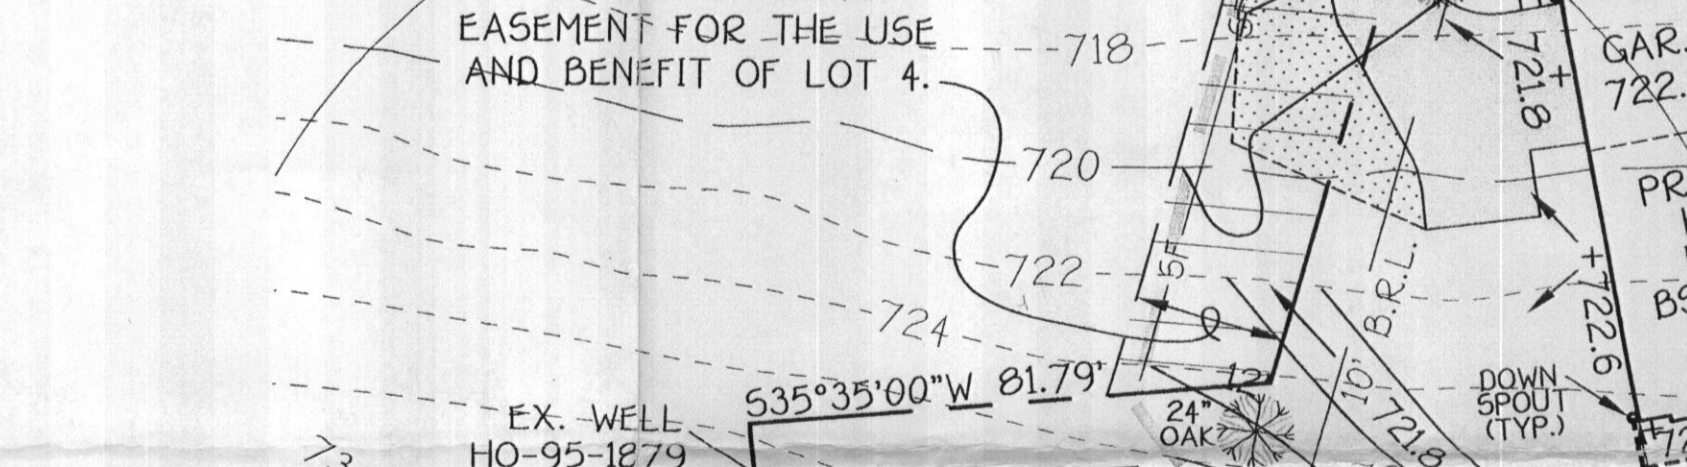 EASEMENT FOR THE USE
AND BENEFIT OF LOT 4.
718
720
722
724
721.8
+
GAR.
722.
PR
BS
B.R.L.
+722.6
S35°35'00"W 81.79'
12'
10'
721.8
24"
OAK
DOWN
SPOUT
(TYP.)
EX. WELL
HO-95-1879